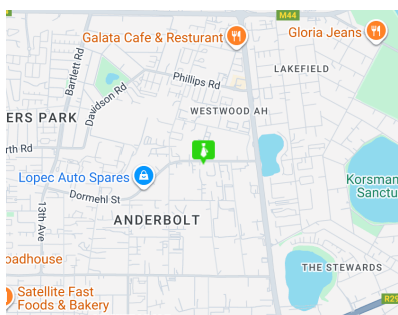 M44
Galata Cafe & Resturant
Gloria Jeans
Bartlett Rd
Phillips Rd
LAKEFIELD
Davidson Rd
WESTWOOD AH
ERS PARK
rth Rd
Lopec Auto Spares
Korsman
Sanctu
Dormehl St
13th Ave
ANDERBOLT
oadhouse
THE STEWARDS
Satellite Fast
Foods & Bakery
R29